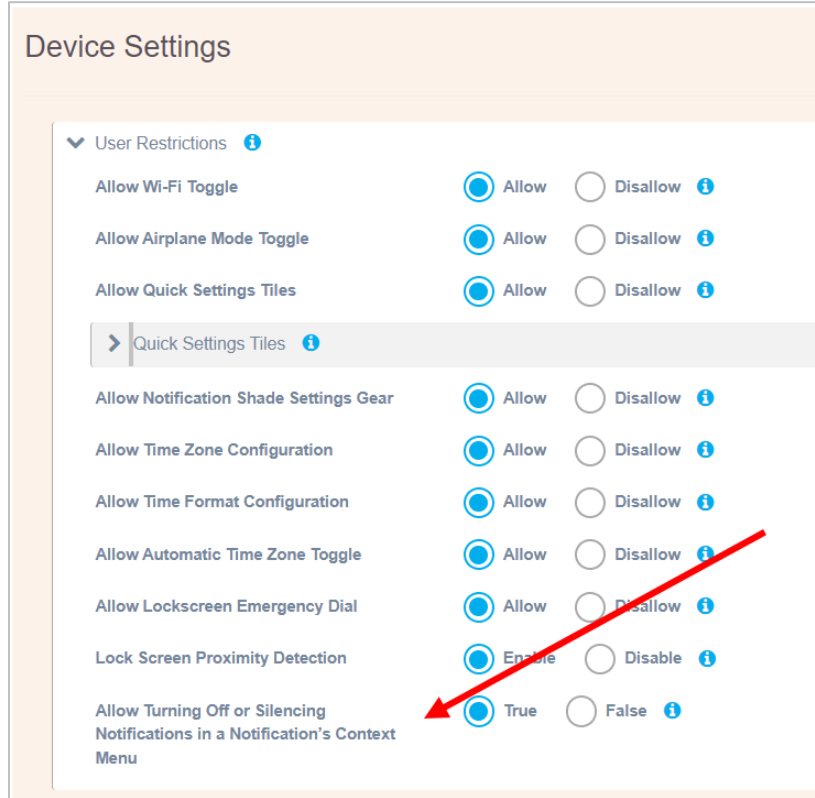 Device Settings
User Restrictions
Allow Wi-Fi Toggle Allow Disallow
Allow Airplane Mode Toggle Allow Disallow
Allow Quick Settings Tiles Allow Disallow
Quick Settings Tiles
Allow Notification Shade Settings Gear Allow Disallow
Allow Time Zone Configuration Allow Disallow
Allow Time Format Configuration Allow Disallow
Allow Automatic Time Zone Toggle Allow Disallow
Allow Lockscreen Emergency Dial Allow Disallow
Lock Screen Proximity Detection Enable Disable
Allow Turning Off or Silencing True False
Notifications in a Notification’s Context
Menu